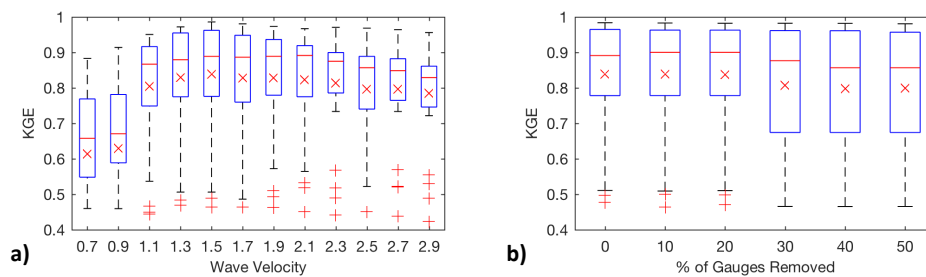 1
0.9
0.8
0.7
0.6
0.5
0.4
KGE
0.7 0.9 1.1 1.3 1.5 1.7 1.9 2.1 2.3 2.5 2.7 2.9
Wave Velocity
a)
1
0.9
0.8
0.7
0.6
0.5
0.4
KGE
0 10 20 30 40 50
% of Gauges Removed
b)